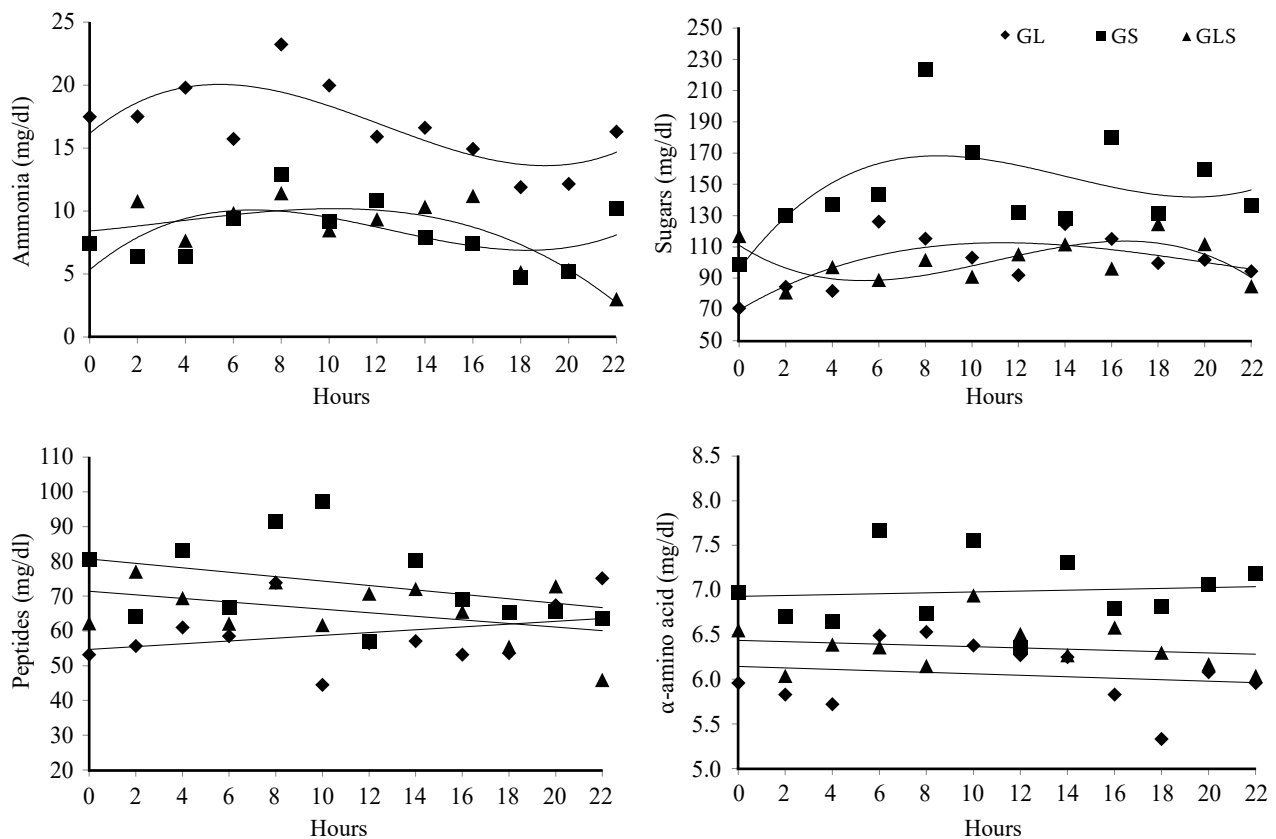 25
20
15
10
5
0
Ammonia (mg/dl)
0 2 4 6 8 10 12 14 16 18 20 22
Hours
GL GS GLS
250
230
210
190
170
150
130
110
90
70
50
Sugars (mg/dl)
0 2 4 6 8 10 12 14 16 18 20 22
Hours
110
100
90
80
70
60
50
40
30
20
Peptides (mg/dl)
0 2 4 6 8 10 12 14 16 18 20 22
Hours
8.5
8.0
7.5
7.0
6.5
6.0
5.5
5.0
α-amino acid (mg/dl)
0 2 4 6 8 10 12 14 16 18 20 22
Hours